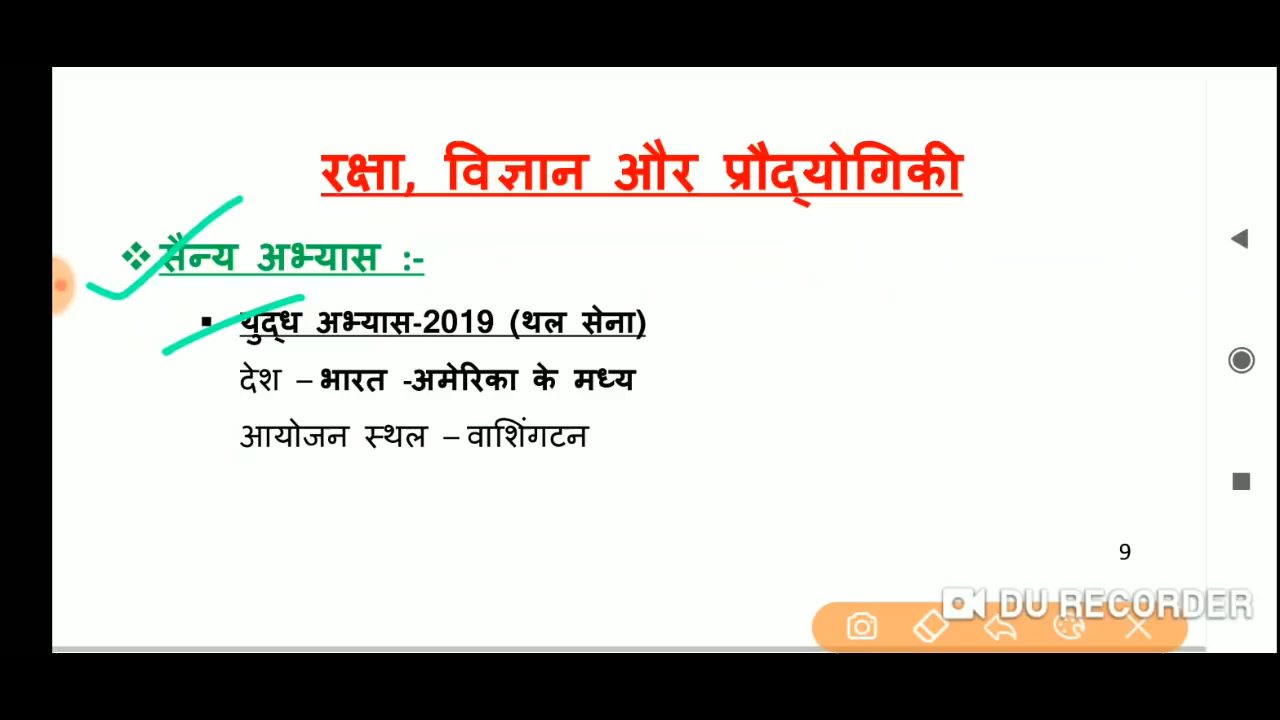 रक्षा, विज्ञान और प्रौद्योगिकी
❖ सैन्य अभ्यास :-
▪ युद्ध अभ्यास-2019 (थल सेना)
देश – भारत -अमेरिका के मध्य
आयोजन स्थल – वाशिंगटन
9
DU RECORDER